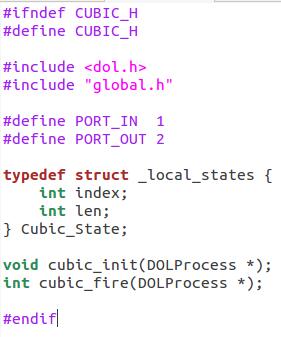 #ifndef CUBIC_H
#define CUBIC_H
#include <dol.h>
#include "global.h"
#define PORT_IN  1
#define PORT_OUT 2
typedef struct _local_states {
    int index;
    int len;
} Cubic_State;
void cubic_init(DOLProcess *);
int cubic_fire(DOLProcess *);
#endif